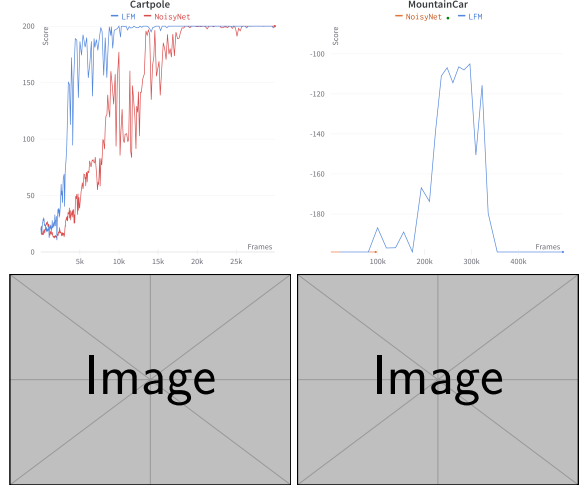 Cartpole
LFM NoisyNet
Score
200
150
100
50
0
Frames
5k 10k 15k 20k 25k
MountainCar
NoisyNet LFM
Score
-100
-120
-140
-160
-180
Frames
100k 200k 300k 400k
Image
Image